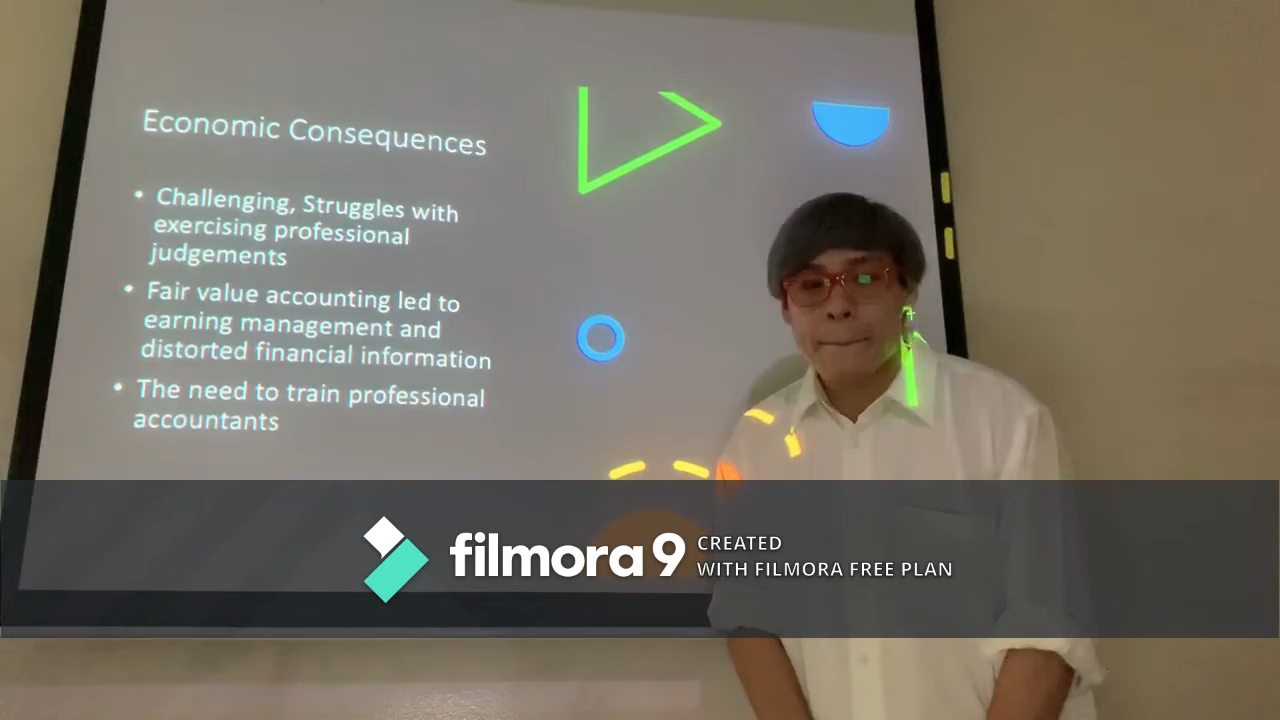 Economic Consequences
• Challenging, Struggles with
exercising professional
judgements
• Fair value accounting led to
earning management and
distorted financial information
• The need to train professional
accountants
filmora9
CREATED
WITH FILMORA FREE PLAN